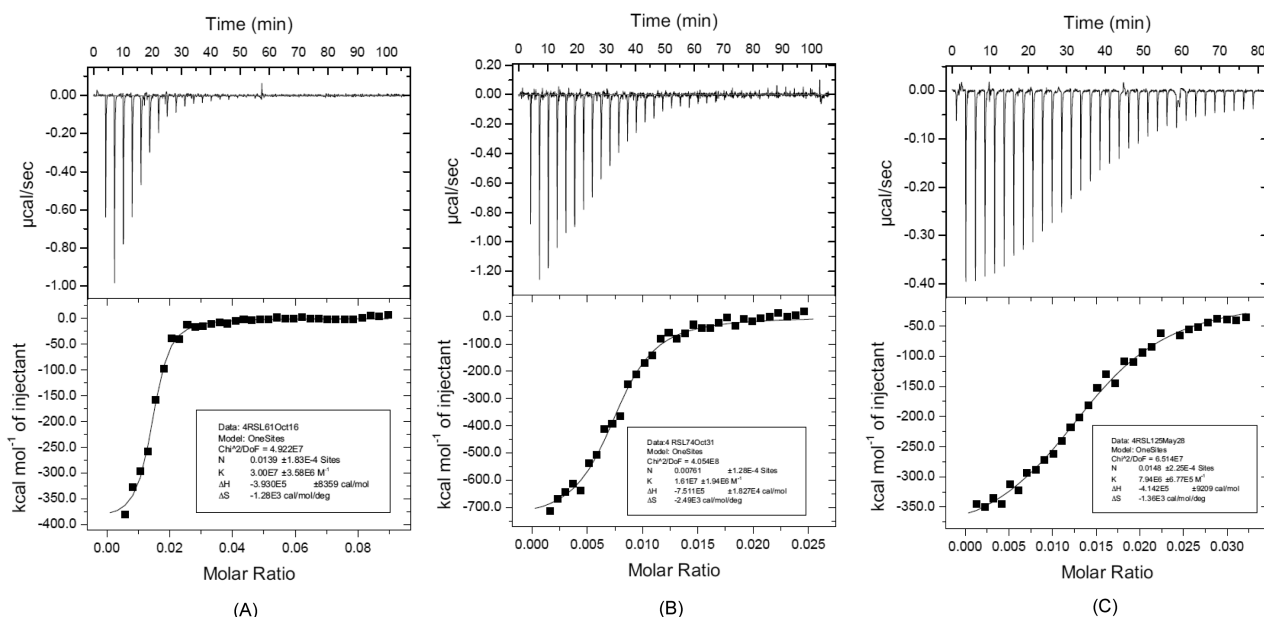 Time (min)
0 10 20 30 40 50 60 70 80 90 100
0.00
-0.20
-0.40
-0.60
-0.80
-1.00
µcal/sec
0.0
-50.0
-100.0
-150.0
-200.0
-250.0
-300.0
-350.0
-400.0
kcal mol⁻¹ of injectant
Data: 4RSL61Oct16
Model: OneSites
Chi^2/DoF = 4.922E7
N 0.0139 ±1.83E-4 Sites
K 3.00E7 ±3.58E6 M⁻¹
ΔH -3.930E5 ±8359 cal/mol
ΔS -1.28E3 cal/mol/deg
0.00 0.02 0.04 0.06 0.08
Molar Ratio
(A)
Time (min)
0 10 20 30 40 50 60 70 80 90 100
0.20
0.00
-0.20
-0.40
-0.60
-0.80
-1.00
-1.20
µcal/sec
0.0
-100.0
-200.0
-300.0
-400.0
-500.0
-600.0
-700.0
kcal mol⁻¹ of injectant
Data:4 RSL74Oct31
Model: OneSites
Chi^2/DoF = 4.054E8
N 0.00761 ±1.28E-4 Sites
K 1.61E7 ±1.94E6 M⁻¹
ΔH -7.511E5 ±1.827E4 cal/mol
ΔS -2.49E3 cal/mol/deg
0.000 0.005 0.010 0.015 0.020 0.025
Molar Ratio
(B)
Time (min)
0 10 20 30 40 50 60 70 80
0.00
-0.10
-0.20
-0.30
-0.40
µcal/sec
-50.0
-100.0
-150.0
-200.0
-250.0
-300.0
-350.0
kcal mol⁻¹ of injectant
Data: 4RSL125May28
Model: OneSites
Chi^2/DoF = 6.514E7
N 0.0148 ±2.25E-4 Sites
K 7.94E6 ±6.77E5 M⁻¹
ΔH -4.142E5 ±9209 cal/mol
ΔS -1.36E3 cal/mol/deg
0.000 0.005 0.010 0.015 0.020 0.025 0.030
Molar Ratio
(C)